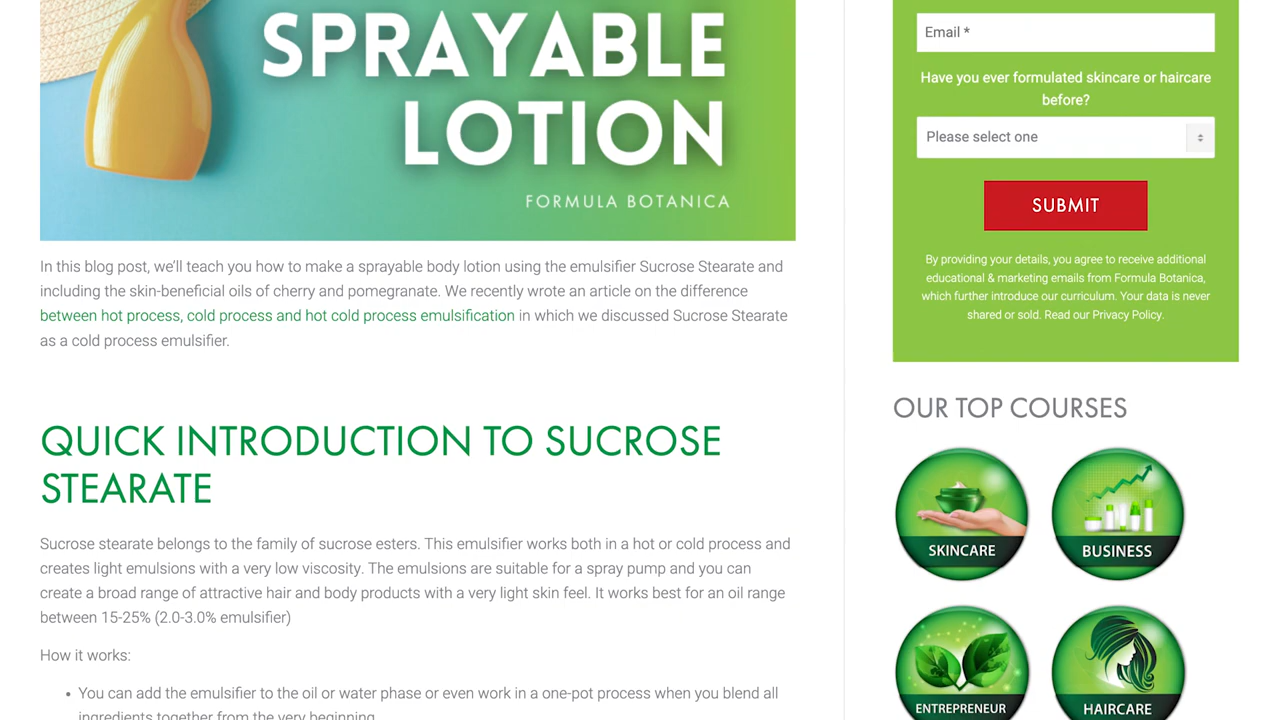 SPRAYABLE
LOTION
FORMULA BOTANICA
In this blog post, we’ll teach you how to make a sprayable body lotion using the emulsifier Sucrose Stearate and
including the skin-beneficial oils of cherry and pomegranate. We recently wrote an article on the difference
between hot process, cold process and hot cold process emulsification in which we discussed Sucrose Stearate
as a cold process emulsifier.
QUICK INTRODUCTION TO SUCROSE
STEARATE
Sucrose stearate belongs to the family of sucrose esters. This emulsifier works both in a hot or cold process and
creates light emulsions with a very low viscosity. The emulsions are suitable for a spray pump and you can
create a broad range of attractive hair and body products with a very light skin feel. It works best for an oil range
between 15-25% (2.0-3.0% emulsifier)
How it works:
• You can add the emulsifier to the oil or water phase or even work in a one-pot process when you blend all
ingredients together from the very beginning
Email *
Have you ever formulated skincare or haircare
before?
Please select one
SUBMIT
By providing your details, you agree to receive additional
educational & marketing emails from Formula Botanica,
which further introduce our curriculum. Your data is never
shared or sold. Read our Privacy Policy.
OUR TOP COURSES
SKINCARE
BUSINESS
ENTREPRENEUR
HAIRCARE